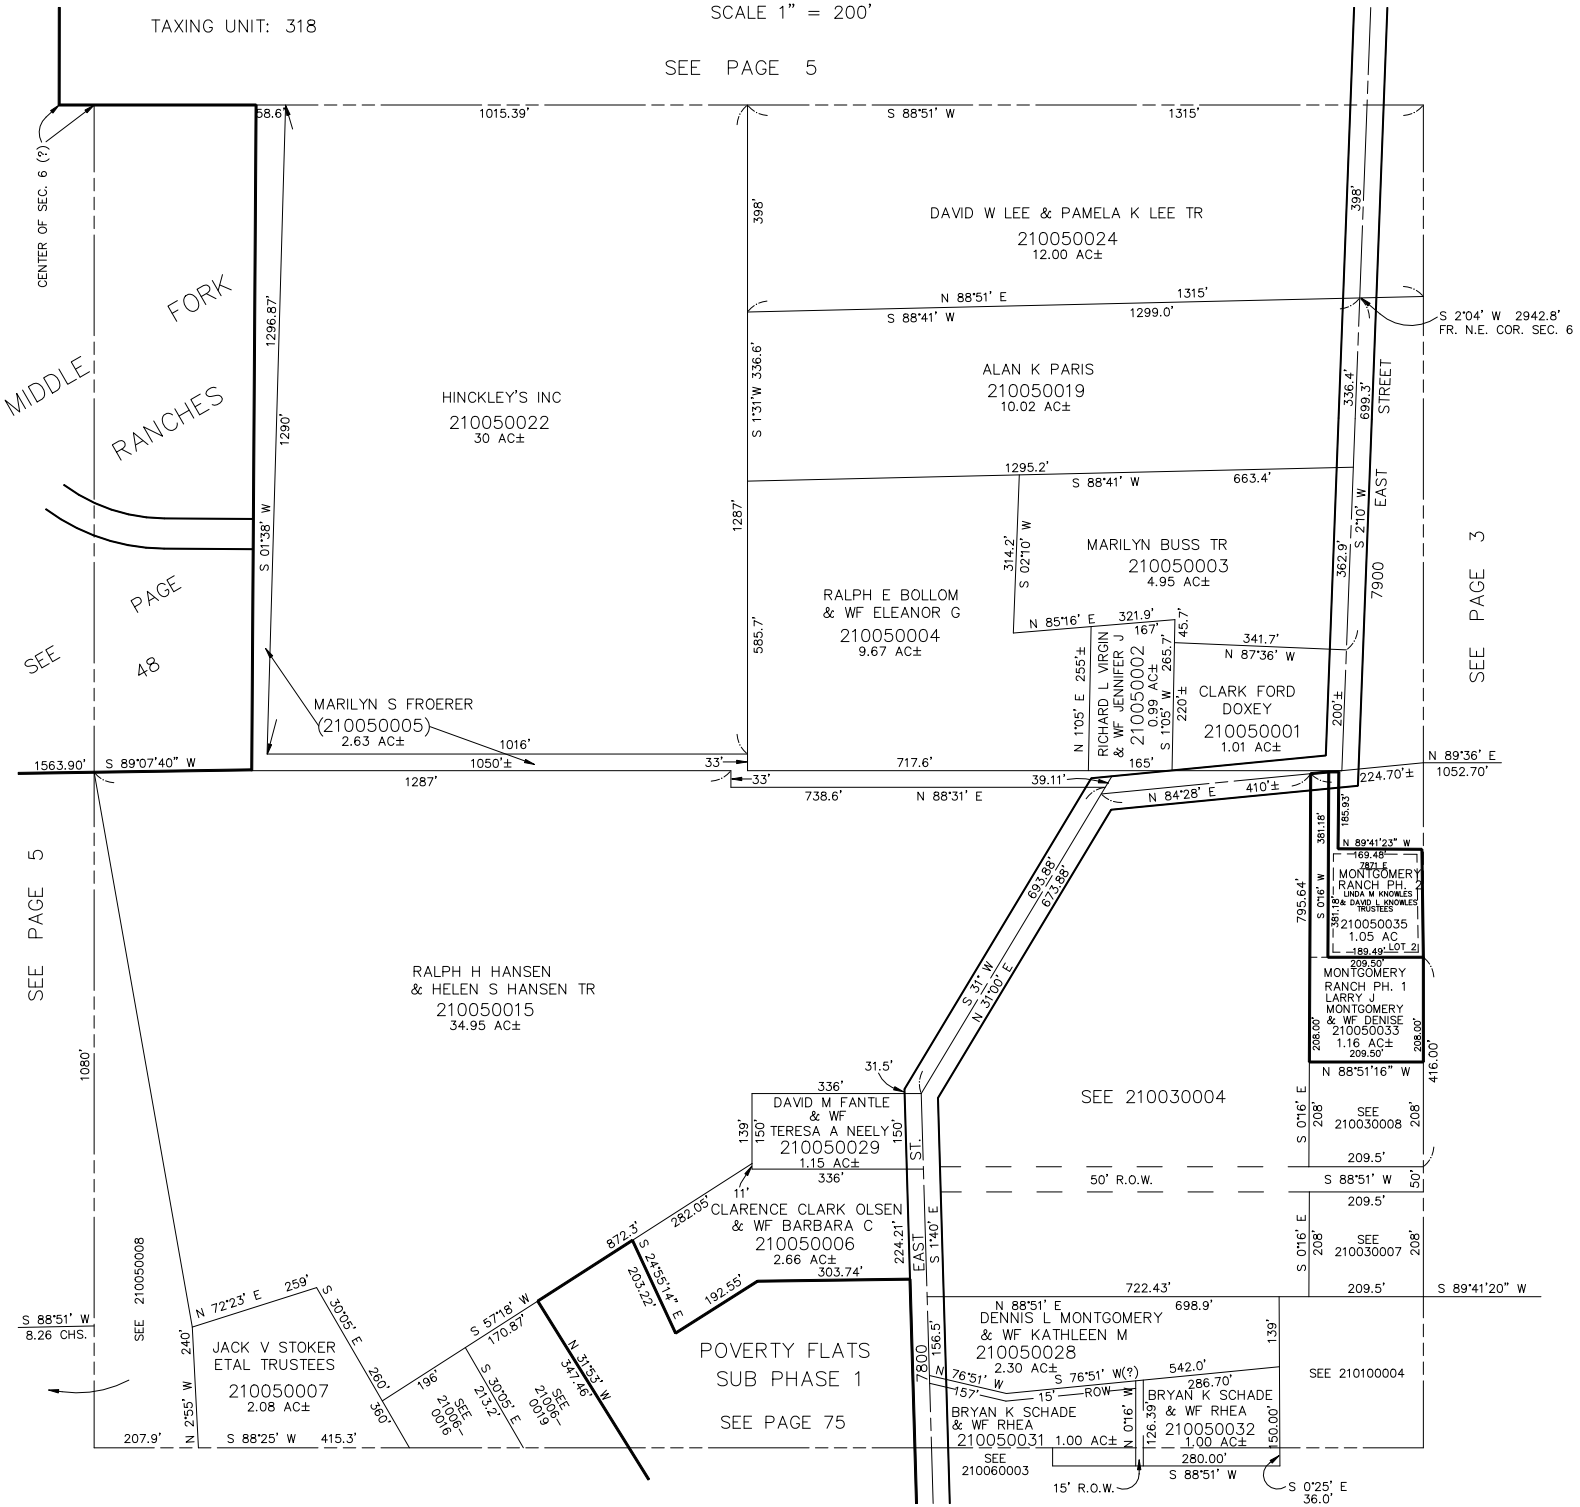 TAXING UNIT: 318
SCALE 1" = 200'
SEE PAGE 5
58.6'
1015.39'
S 88°51' W
1315'
CENTER OF SEC. 6 (?)
398'
398'
DAVID W LEE & PAMELA K LEE TR
210050024
12.00 AC±
MIDDLE
FORK
RANCHES
1296.87'
1290'
S 01°38' W
N 88°51' E
1315'
S 88°41' W
1299.0'
S 2°04' W 2942.8'
FR. N.E. COR. SEC. 6
HINCKLEY'S INC
210050022
30 AC±
S 1°31'W 336.6'
ALAN K PARIS
210050019
10.02 AC±
336.4'
699.3'
STREET
EAST
7900
1295.2'
S 88°41' W
663.4'
1287'
314.2'
S 02°10' W
S 2°10' W
362.9'
MARILYN BUSS TR
210050003
4.95 AC±
SEE PAGE 3
SEE
PAGE
48
RALPH E BOLLOM
& WF ELEANOR G
210050004
9.67 AC±
585.7'
N 85°16' E
321.9'
167'
45.7'
341.7'
N 87°36' W
N 1°05' E 255'±
RICHARD L VIRGIN
& WF JENNIFER J
210050002
0.99 AC±
S 1°05' W 265.7'
220'±
CLARK FORD
DOXEY
210050001
1.01 AC±
200'±
MARILYN S FROERER
(210050005)
2.63 AC±
1016'
1563.90'
S 89°07'40" W
1050'±
33'
717.6'
165'
N 89°36' E
1052.70'
1287'
33'
39.11'
738.6'
N 88°31' E
N 84°28' E
410'±
224.70'±
381.18'
185.93'
N 89°41'23" W
169.48'
7871 E
MONTGOMERY
RANCH PH. 2
LINDA M KNOWLES
& DAVID L KNOWLES
TRUSTEES
210050035
1.05 AC
LOT 2
189.49'
381.18'
S 0°16' W
795.64'
209.50'
MONTGOMERY
RANCH PH. 1
LARRY J
MONTGOMERY
& WF DENISE
210050033
1.16 AC±
209.50'
208.00'
208.00'
N 88°51'16" W
416.00'
SEE PAGE 5
693.88'
673.88'
S 31° W
N 31°00' E
RALPH H HANSEN
& HELEN S HANSEN TR
210050015
34.95 AC±
1080'
31.5'
336'
DAVID M FANTLE
& WF
TERESA A NEELY
210050029
1.15 AC±
139'
150'
150'
336'
11'
ST.
SEE 210030004
S 0°16' E
208'
SEE
210030008
208'
209.5'
50' R.O.W.
S 88°51' W
50'
209.5'
282.05'
CLARENCE CLARK OLSEN
& WF BARBARA C
210050006
2.66 AC±
224.21'
EAST
S 1°40' E
S 0°16' E
208'
SEE
210030007
208'
872.3'
S 24°55'14" E
203.22'
192.55'
303.74'
722.43'
209.5'
S 89°41'20" W
SEE 210050008
S 88°51' W
8.26 CHS.
N 72°23' E
259'
S 30°05' E
S 57°18' W
170.87'
N 88°51' E
698.9'
DENNIS L MONTGOMERY
& WF KATHLEEN M
210050028
2.30 AC±
156.5'
139'
240'
JACK V STOKER
ETAL TRUSTEES
210050007
2.08 AC±
260'
360'
N 2°55' W
207.9'
S 88°25' W
415.3'
196'
SEE
21006-
0016
S 30°05' E
213.2'
SEE
21006-
0019
N 31°53' W
347.46'
POVERTY FLATS
SUB PHASE 1
SEE PAGE 75
7800
N 76°51' W
157'
S 76°51' W(?)
15'
ROW
542.0'
286.70'
SEE 210100004
BRYAN K SCHADE
& WF RHEA
210050031 1.00 AC±
N 0°16' W
126.39'
BRYAN K SCHADE
& WF RHEA
210050032
1.00 AC±
150.00'
SEE
210060003
280.00'
S 88°51' W
15' R.O.W.
S 0°25' E
36.0'